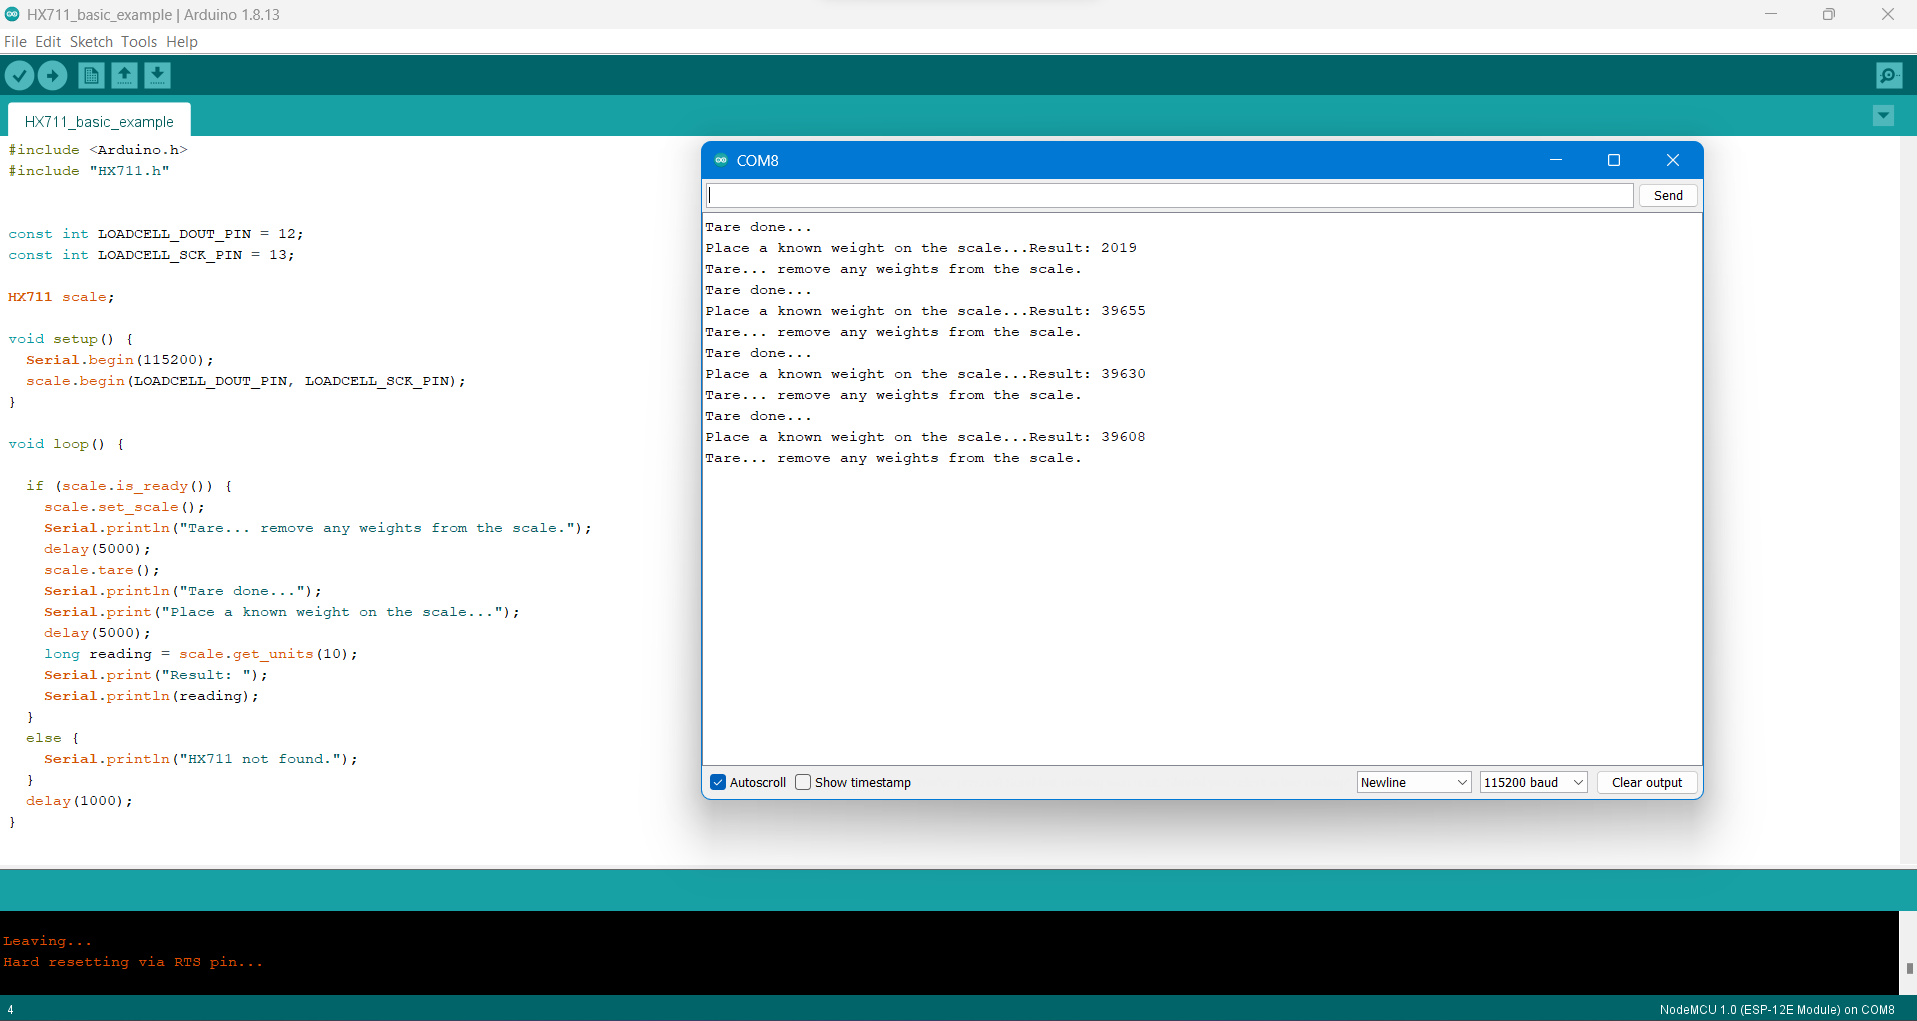 HX711_basic_example | Arduino 1.8.13
File Edit Sketch Tools Help
HX711_basic_example
#include <Arduino.h>
#include "HX711.h"
const int LOADCELL_DOUT_PIN = 12;
const int LOADCELL_SCK_PIN = 13;
HX711 scale;
void setup() {
Serial.begin(115200);
scale.begin(LOADCELL_DOUT_PIN, LOADCELL_SCK_PIN);
}
void loop() {
if (scale.is_ready()) {
scale.set_scale();
Serial.println("Tare... remove any weights from the scale.");
delay(5000);
scale.tare();
Serial.println("Tare done...");
Serial.print("Place a known weight on the scale...");
delay(5000);
long reading = scale.get_units(10);
Serial.print("Result: ");
Serial.println(reading);
}
else {
Serial.println("HX711 not found.");
}
delay(1000);
}
COM8
Send
Tare done...
Place a known weight on the scale...Result: 2019
Tare... remove any weights from the scale.
Tare done...
Place a known weight on the scale...Result: 39655
Tare... remove any weights from the scale.
Tare done...
Place a known weight on the scale...Result: 39630
Tare... remove any weights from the scale.
Tare done...
Place a known weight on the scale...Result: 39608
Tare... remove any weights from the scale.
Autoscroll Show timestamp Newline 115200 baud Clear output
Leaving...
Hard resetting via RTS pin...
4 NodeMCU 1.0 (ESP-12E Module) on COM8